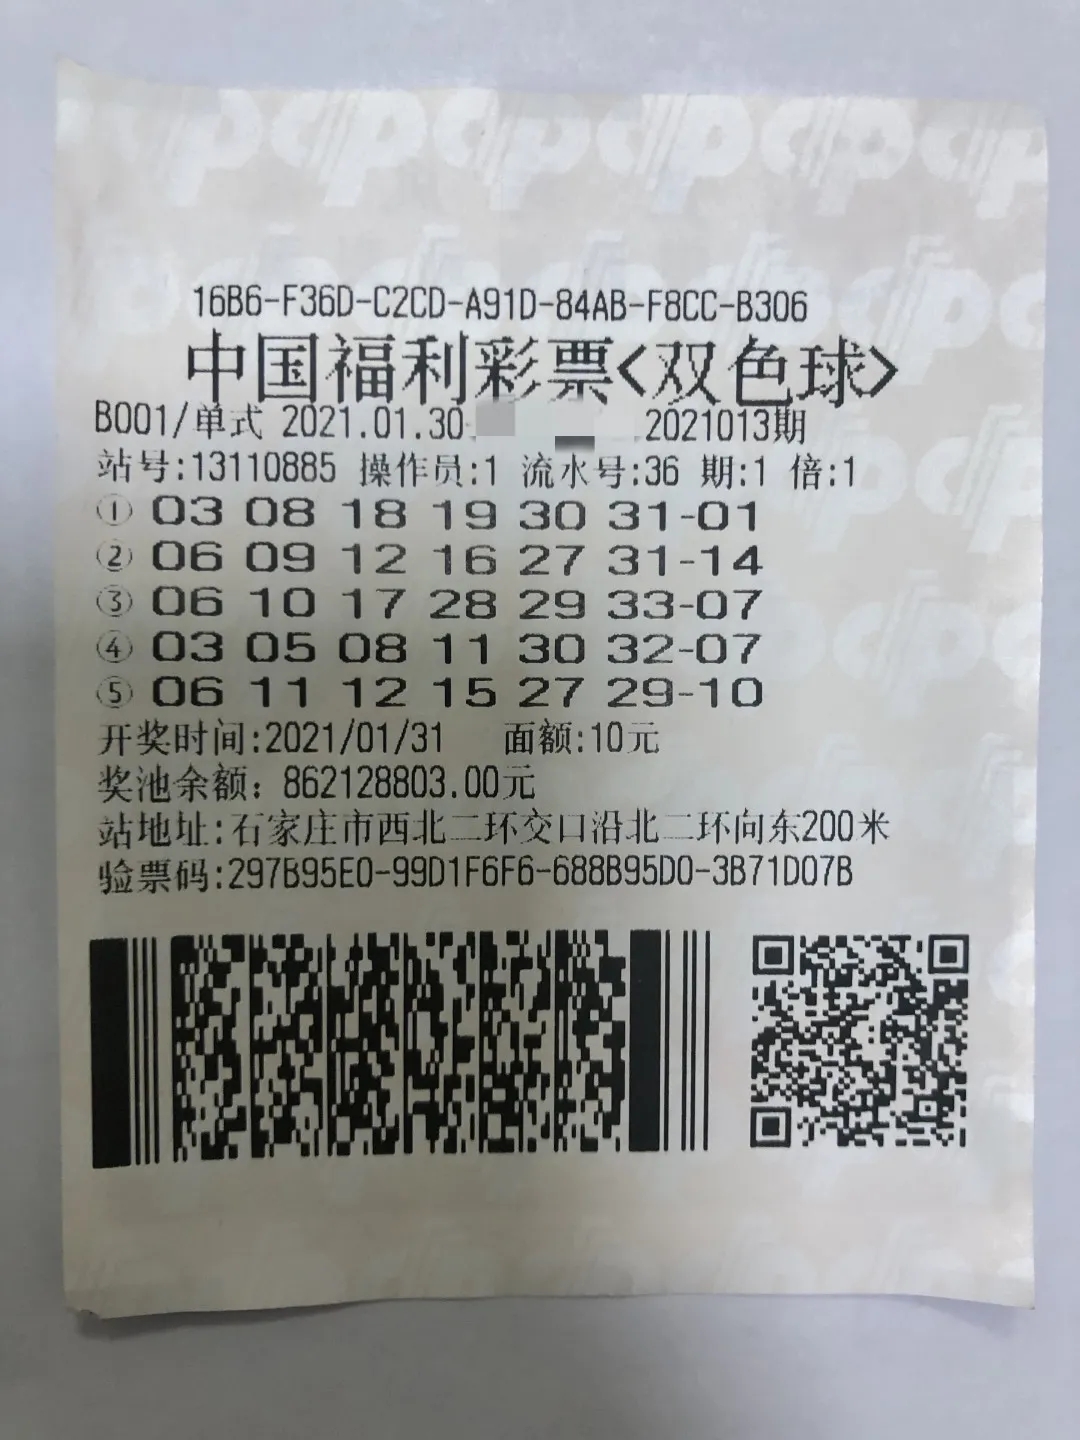 16B6-F36D-C2CD-A91D-84AB-F8CC-B306
中国福利彩票<双色球>
B001/单式 2021.01.30 2021013期
站号:13110885 操作员:1 流水号:36 期:1 倍:1
① 03 08 18 19 30 31-01
② 06 09 12 16 27 31-14
③ 06 10 17 28 29 33-07
④ 03 05 08 11 30 32-07
⑤ 06 11 12 15 27 29-10
开奖时间:2021/01/31 面额:10元
奖池余额：862128803.00元
站地址:石家庄市西北二环交口沿北二环向东200米
验票码:297B95E0-99D1F6F6-688B95D0-3B71D07B